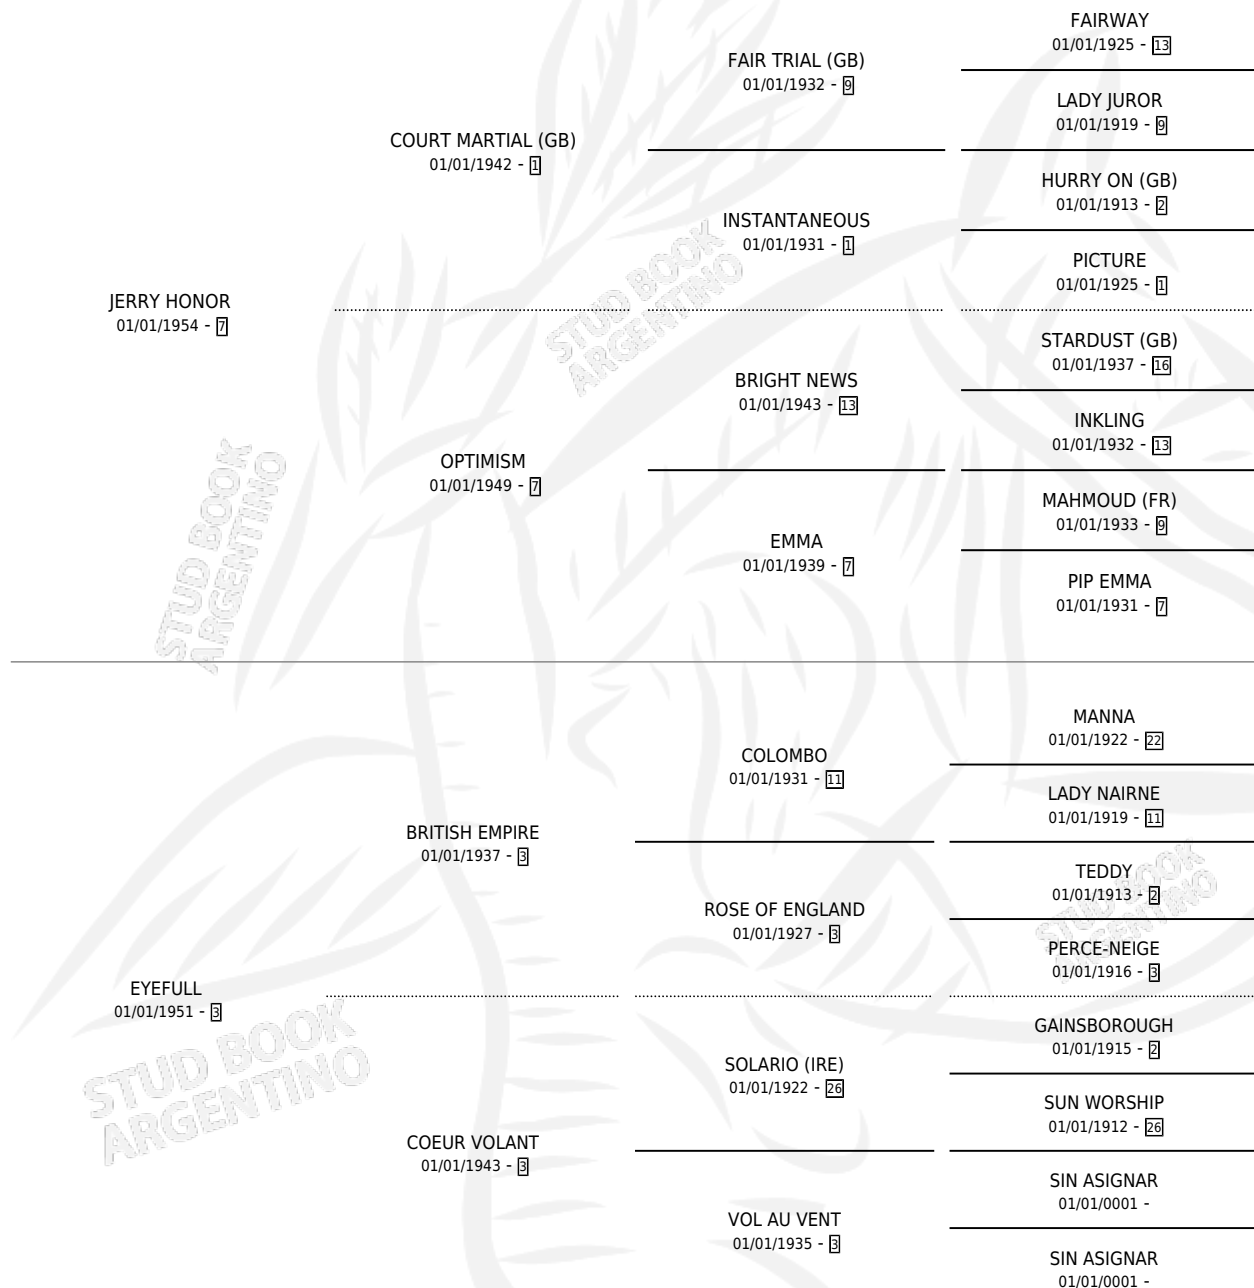 FAIRWAY
01/01/1925 - 13
FAIR TRIAL (GB)
01/01/1932 - 9
LADY JUROR
01/01/1919 - 9
COURT MARTIAL (GB)
01/01/1942 - 1
HURRY ON (GB)
01/01/1913 - 2
INSTANTANEOUS
01/01/1931 - 1
PICTURE
01/01/1925 - 1
JERRY HONOR
01/01/1954 - 7
STARDUST (GB)
01/01/1937 - 16
BRIGHT NEWS
01/01/1943 - 13
INKLING
01/01/1932 - 13
OPTIMISM
01/01/1949 - 7
MAHMOUD (FR)
01/01/1933 - 9
EMMA
01/01/1939 - 7
PIP EMMA
01/01/1931 - 7
MANNA
01/01/1922 - 22
COLOMBO
01/01/1931 - 11
LADY NAIRNE
01/01/1919 - 11
BRITISH EMPIRE
01/01/1937 - 3
TEDDY
01/01/1913 - 2
ROSE OF ENGLAND
01/01/1927 - 3
PERCE-NEIGE
01/01/1916 - 3
EYEFULL
01/01/1951 - 3
GAINSBOROUGH
01/01/1915 - 2
SOLARIO (IRE)
01/01/1922 - 26
SUN WORSHIP
01/01/1912 - 26
COEUR VOLANT
01/01/1943 - 3
SIN ASIGNAR
01/01/0001 -
VOL AU VENT
01/01/1935 - 3
SIN ASIGNAR
01/01/0001 -
STUD BOOK
ARGENTINO
STUD BOOK
ARGENTINO
STUD BOOK
ARGENTINO
STUD BOOK
ARGENTINO